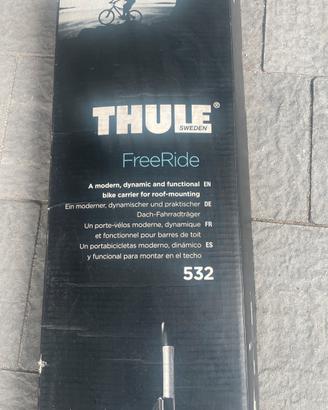 THULE®
SWEDEN
FreeRide
A modern, dynamic and functional EN
bike carrier for roof-mounting
Ein moderner, dynamischer und praktischer DE
Dach-Fahrradträger
Un porte-vélos moderne, dynamique FR
et fonctionnel pour barres de toit
Un portabicicletas moderno, dinámico ES
y funcional para montar en el techo
532